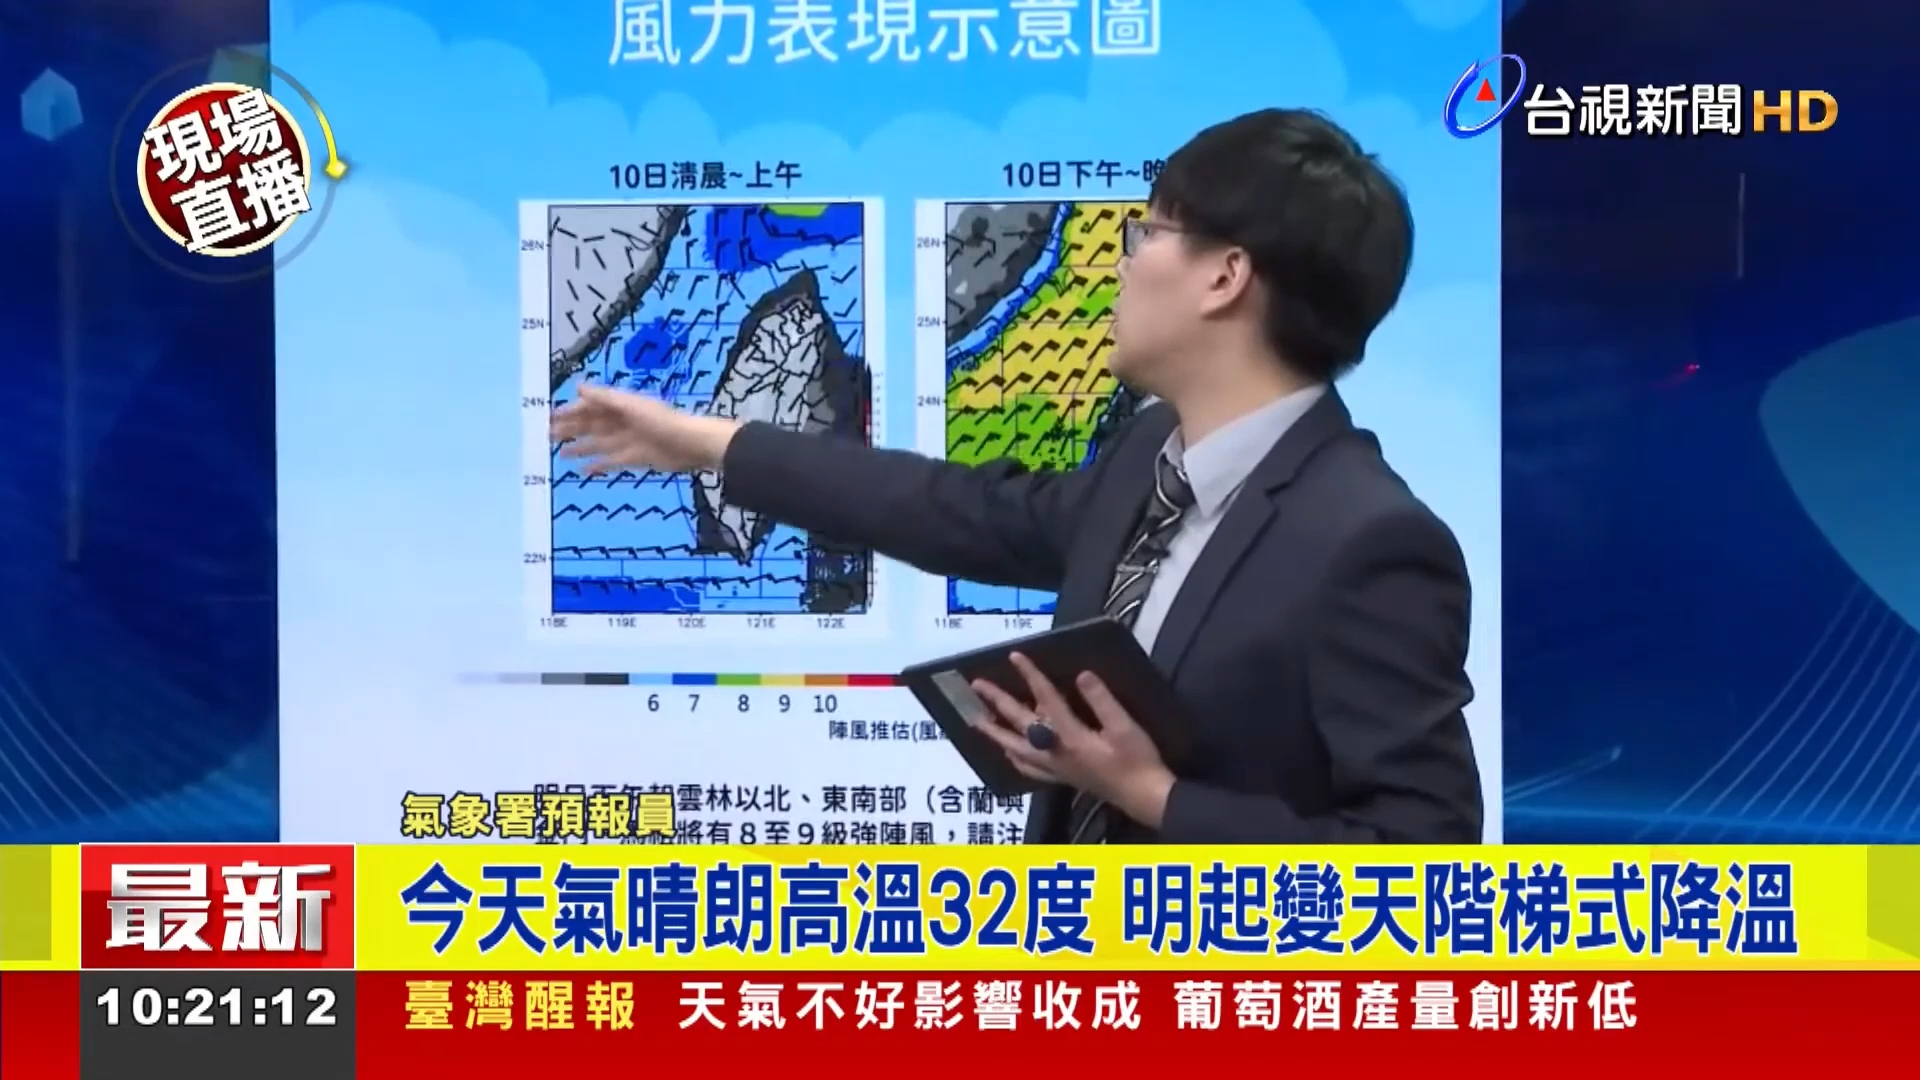 風力表現示意圖
現場
直播
台視新聞HD
10日清晨~上午
10日下午~晚
26N
25N
24N
23N
22N
118E 119E 120E 121E 122E
26N
25N
24N
118E 119E
6 7 8 9 10
陣風推估(風
雲林以北、東南部（含蘭嶼
將有8至9級強陣風，請注
氣象署預報員
最新
今天氣晴朗高溫32度 明起變天階梯式降溫
10:21:12
臺灣醒報 天氣不好影響收成 葡萄酒產量創新低